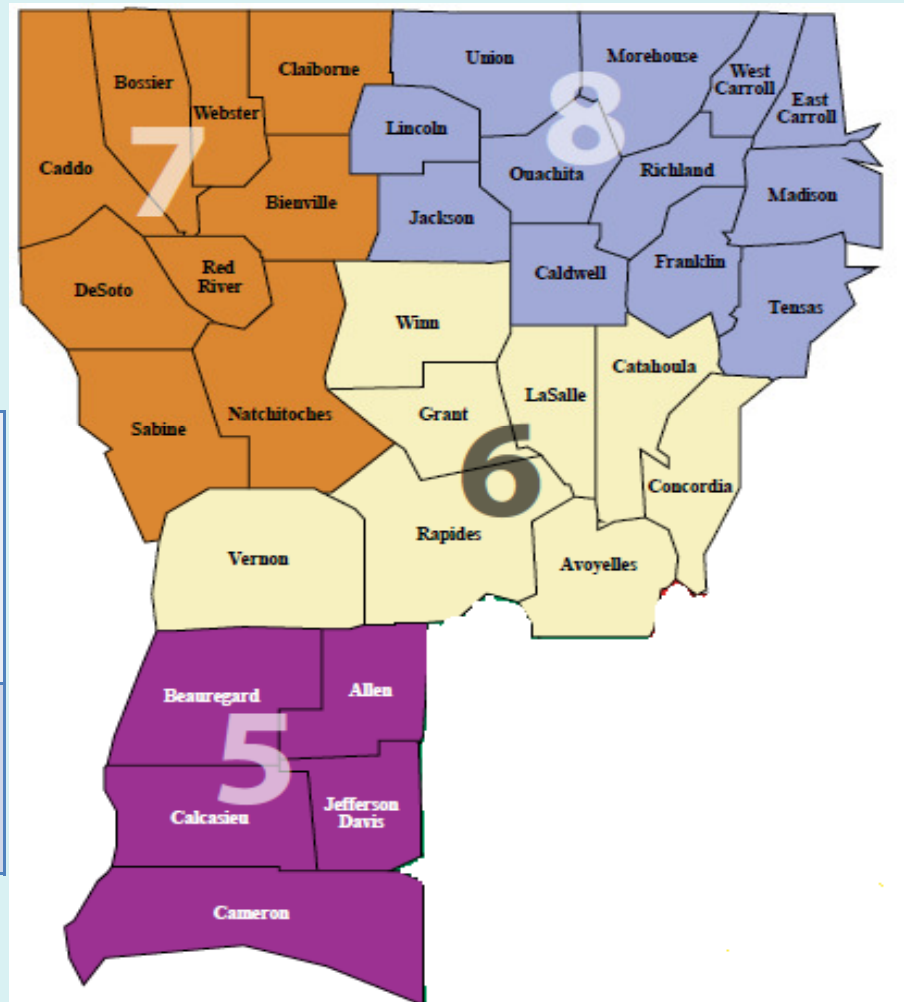 Union
Morehouse
Claiborne
West
Carroll
Bossier
Webster
East
Carroll
8
Lincoln
7
Caddo
Ouachita
Richland
Madison
Bienville
Jackson
Red
River
Caldwell
Franklin
DeSoto
Tensas
Winn
Catahoula
LaSalle
Natchitoches
Grant
Sabine
6
Concordia
Rapides
Vernon
Avoyelles
Beauregard
Allen
5
Jefferson
Davis
Calcasieu
Cameron